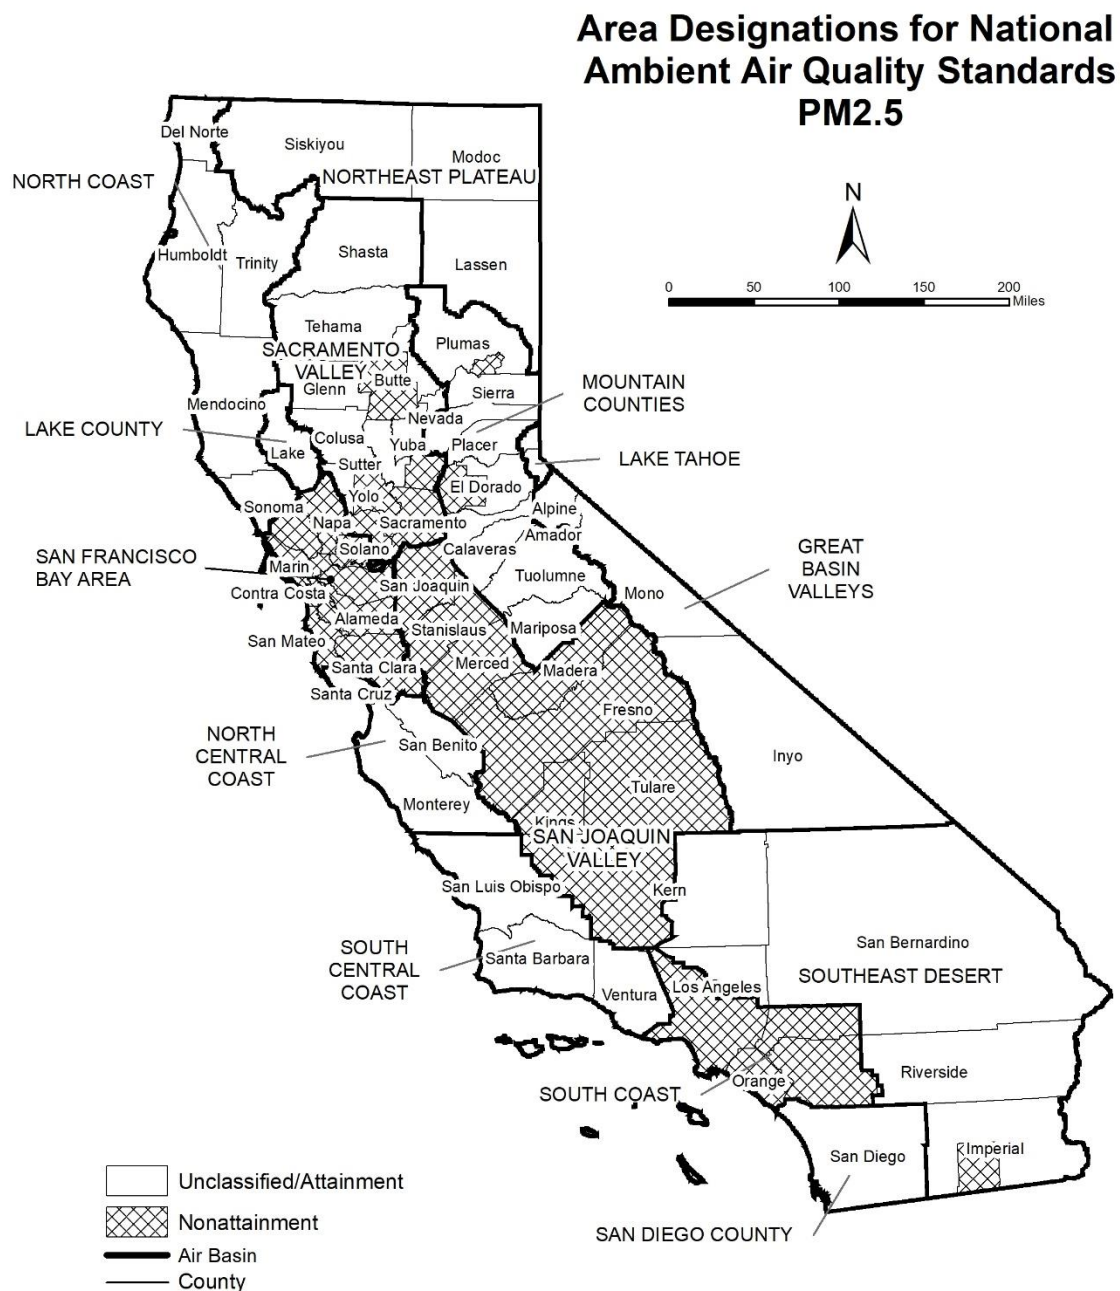 Area Designations for National
Ambient Air Quality Standards
PM2.5
Del Norte
Siskiyou
Modoc
NORTHEAST PLATEAU
NORTH COAST
N
Humboldt
Trinity
Shasta
Lassen
0 50 100 150 200
Miles
Tehama
Plumas
SACRAMENTO
VALLEY
Butte
Glenn
Sierra
MOUNTAIN
COUNTIES
Mendocino
Nevada
LAKE COUNTY
Colusa
Yuba
Placer
Lake
LAKE TAHOE
Sutter
El Dorado
Yolo
Sonoma
Alpine
Napa
Sacramento
Amador
Solano
Calaveras
SAN FRANCISCO
BAY AREA
Marin
GREAT
BASIN
VALLEYS
Tuolumne
San Joaquin
Contra Costa
Mono
Alameda
Stanislaus
Mariposa
San Mateo
Merced
Santa Clara
Madera
Santa Cruz
Fresno
NORTH
CENTRAL
COAST
San Benito
Inyo
Tulare
Monterey
Kings
SAN JOAQUIN
VALLEY
San Luis Obispo
Kern
San Bernardino
SOUTH
CENTRAL
COAST
Santa Barbara
SOUTHEAST DESERT
Los Angeles
Ventura
Riverside
Orange
SOUTH COAST
Imperial
San Diego
SAN DIEGO COUNTY
Unclassified/Attainment
Nonattainment
Air Basin
County